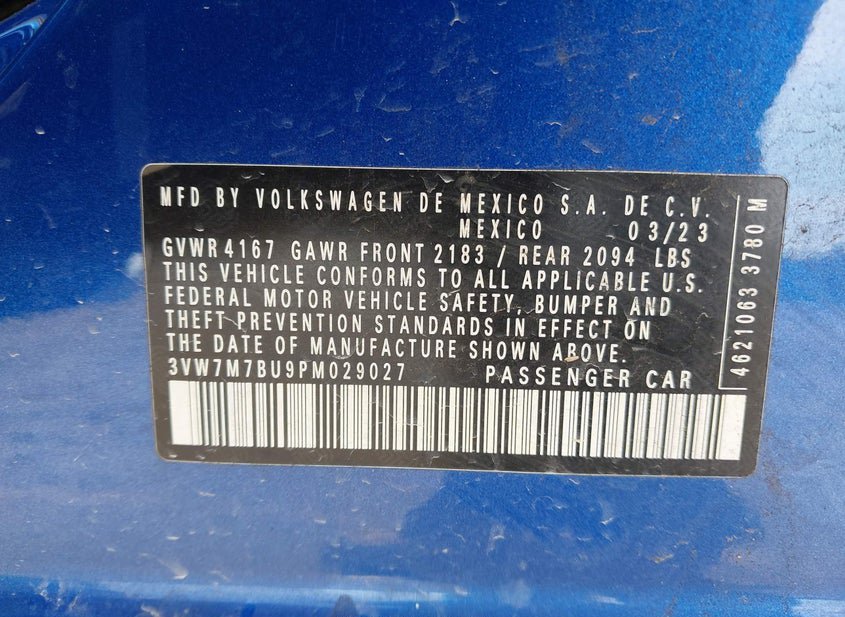 MFD BY VOLKSWAGEN DE MEXICO S.A. DE C.V.
MEXICO 03/23
GVWR 4167 GAWR FRONT 2183 / REAR 2094 LBS
THIS VEHICLE CONFORMS TO ALL APPLICABLE U.S.
FEDERAL MOTOR VEHICLE SAFETY, BUMPER AND
THEFT PREVENTION STANDARDS IN EFFECT ON
THE DATE OF MANUFACTURE SHOWN ABOVE.
3VW7M7BU9PM029027 PASSENGER CAR
4621063 3780 M